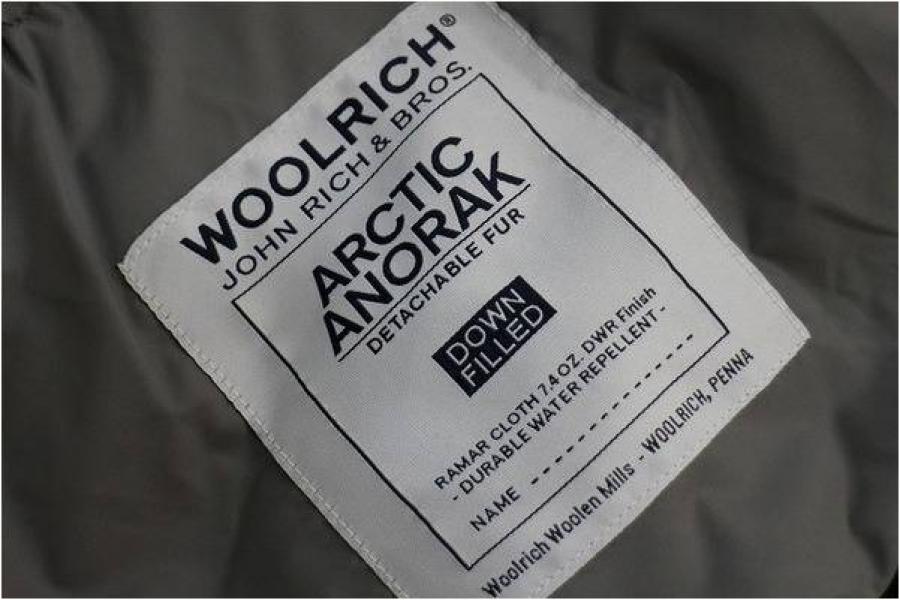 WOOLRICH®
JOHN RICH & BROS.
ARCTIC
ANORAK
DETACHABLE FUR
DOWN
FILLED
RAMAR CLOTH 7.4 OZ. DWR Finish
- DURABLE WATER REPELLENT -
NAME - - - - - - - - - - - - - - -
Woolrich Woolen Mills - WOOLRICH, PENNA